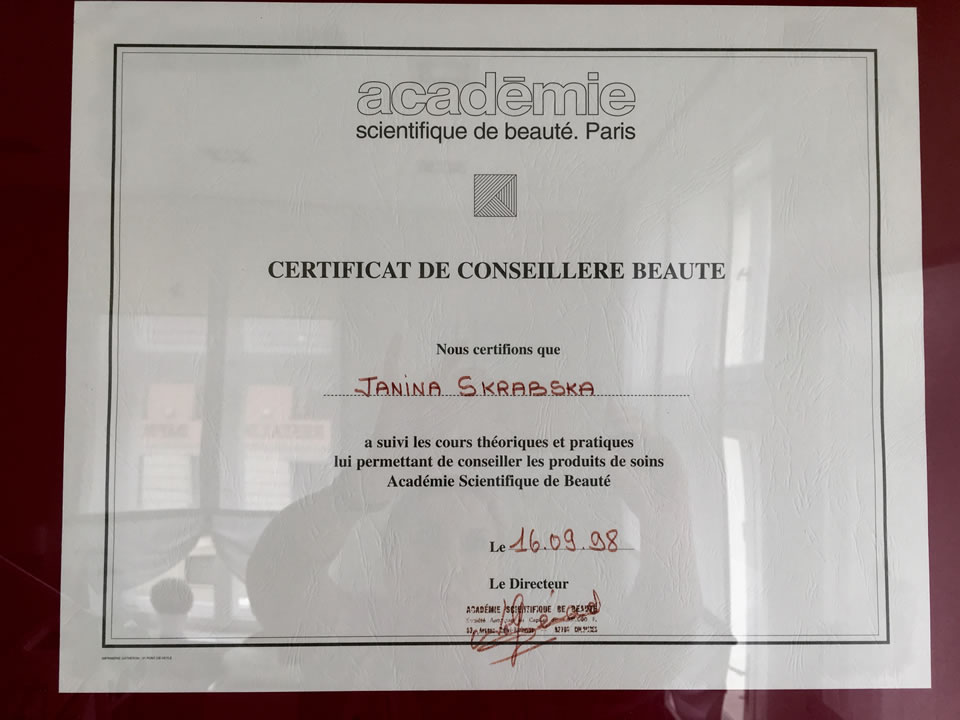 acadēmie
scientifique de beauté. Paris
CERTIFICAT DE CONSEILLERE BEAUTE
Nous certifions que
JANINA SKRABSKA
a suivi les cours théoriques et pratiques
lui permettant de conseiller les produits de soins
Académie Scientifique de Beauté
Le 16.09.98
Le Directeur
ACADÉMIE SCIENTIFIQUE DE BEAUTÉ